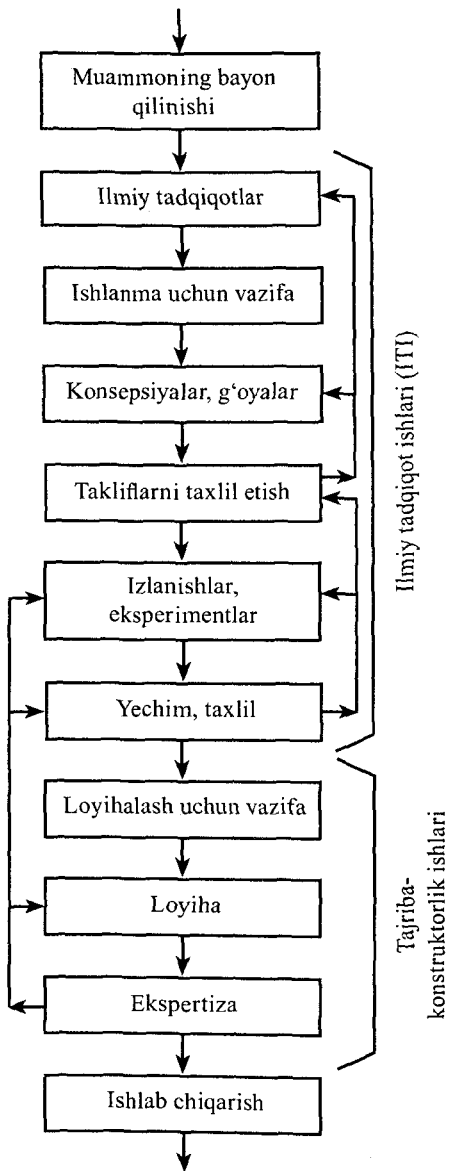 Muammoning bayon
qilinishi
Ilmiy tadqiqotlar
Ishlanma uchun vazifa
Konsepsiyalar, g‘oyalar
Takliflarni taxlil etish
Izlanishlar,
eksperimentlar
Yechim, taxlil
Ilmiy tadqiqot ishlari (ITI)
Loyihalash uchun vazifa
Loyiha
Ekspertiza
Tajriba-
konstruktorlik ishlari
Ishlab chiqarish